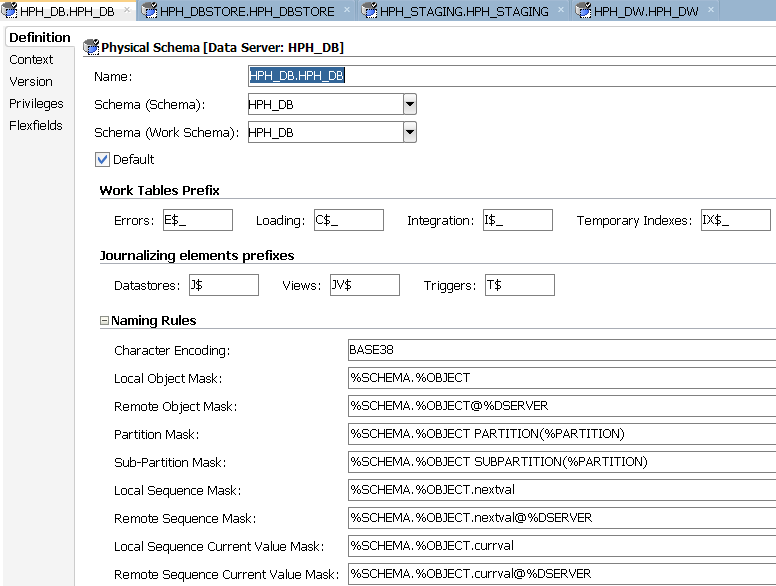 HPH_DB.HPH_DB HPH_DBSTORE.HPH_DBSTORE HPH_STAGING.HPH_STAGING HPH_DW.HPH_DW
Definition
Context
Version
Privileges
Flexfields
Physical Schema [Data Server: HPH_DB]
Name: HPH_DB.HPH_DB
Schema (Schema): HPH_DB
Schema (Work Schema): HPH_DB
Default
Work Tables Prefix
Errors: E$_ Loading: C$_ Integration: I$_ Temporary Indexes: IX$_
Journalizing elements prefixes
Datastores: J$ Views: JV$ Triggers: T$
Naming Rules
Character Encoding: BASE38
Local Object Mask: %SCHEMA.%OBJECT
Remote Object Mask: %SCHEMA.%OBJECT@%DSERVER
Partition Mask: %SCHEMA.%OBJECT PARTITION(%PARTITION)
Sub-Partition Mask: %SCHEMA.%OBJECT SUBPARTITION(%PARTITION)
Local Sequence Mask: %SCHEMA.%OBJECT.nextval
Remote Sequence Mask: %SCHEMA.%OBJECT.nextval@%DSERVER
Local Sequence Current Value Mask: %SCHEMA.%OBJECT.currval
Remote Sequence Current Value Mask: %SCHEMA.%OBJECT.currval@%DSERVER